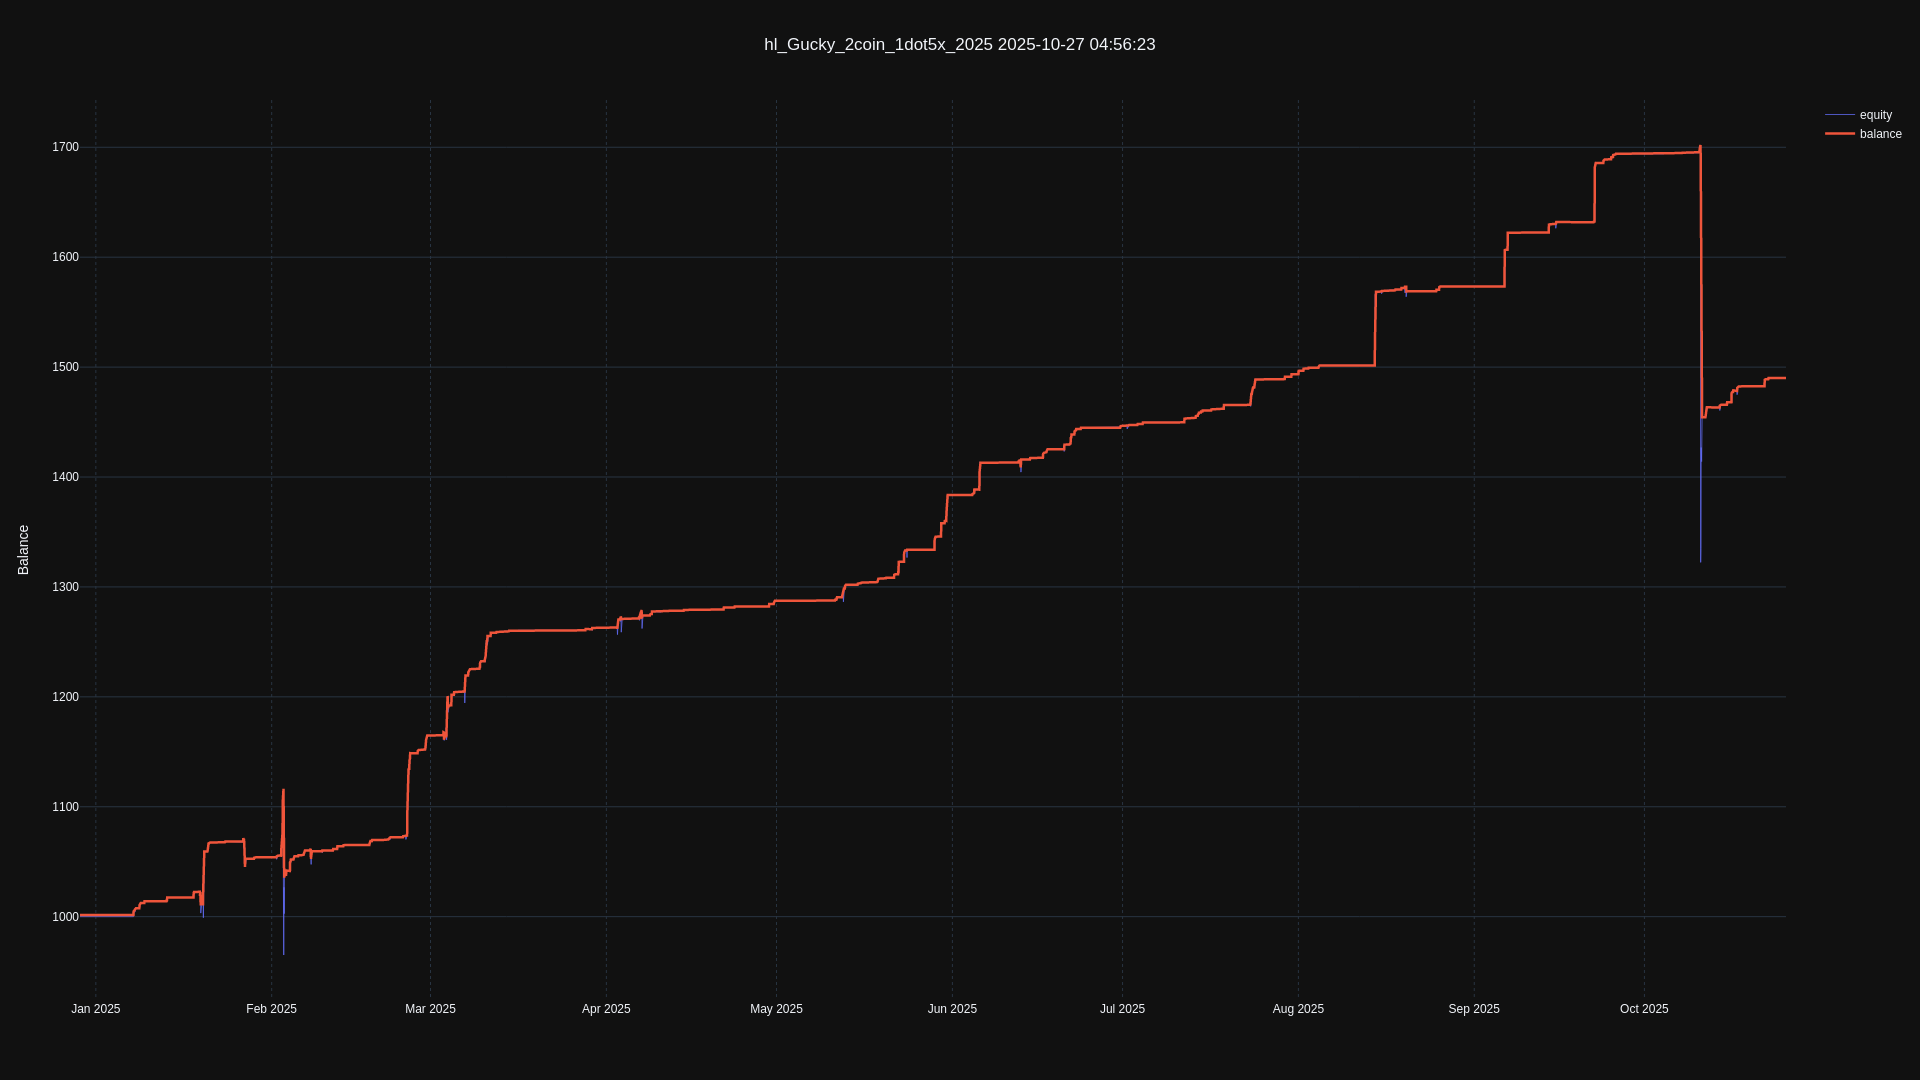 hl_Gucky_2coin_1dot5x_2025 2025-10-27 04:56:23
equity
balance
1700
1600
1500
1400
1300
1200
1100
1000
Balance
Jan 2025
Feb 2025
Mar 2025
Apr 2025
May 2025
Jun 2025
Jul 2025
Aug 2025
Sep 2025
Oct 2025